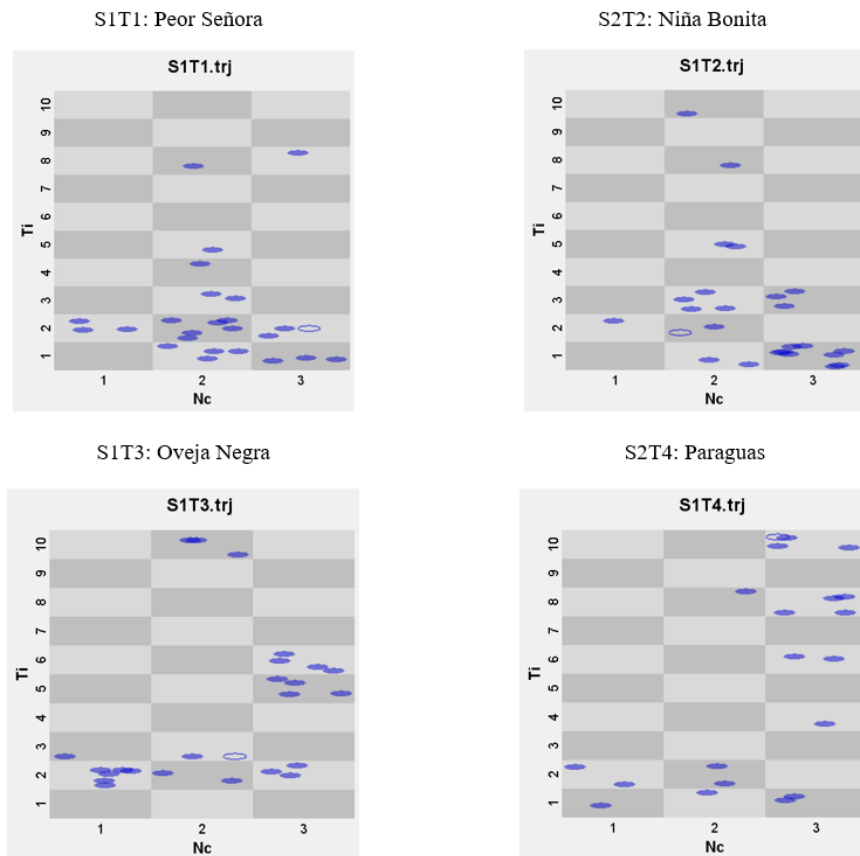 S1T1: Peor Señora
S2T2: Niña Bonita
S1T1.trj
10
9
8
7
6
5
4
3
2
1
Ti
1 2 3
Nc
S1T2.trj
10
9
8
7
6
5
4
3
2
1
Ti
1 2 3
Nc
S1T3: Oveja Negra
S2T4: Paraguas
S1T3.trj
10
9
8
7
6
5
4
3
2
1
Ti
1 2 3
Nc
S1T4.trj
10
9
8
7
6
5
4
3
2
1
Ti
1 2 3
Nc